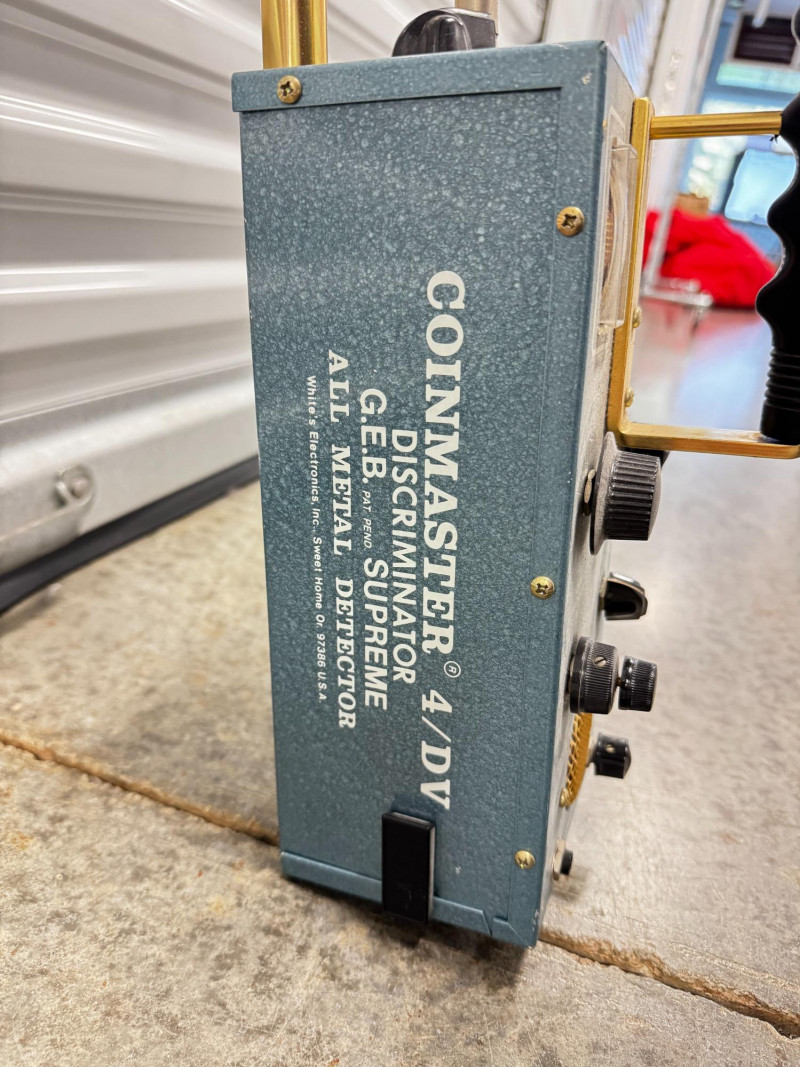 COINMASTER® 4/DV
DISCRIMINATOR
G.E.B. PAT. PEND SUPREME
ALL METAL DETECTOR
White's Electronics, Inc., Sweet Home Or. 97386 U.S.A.